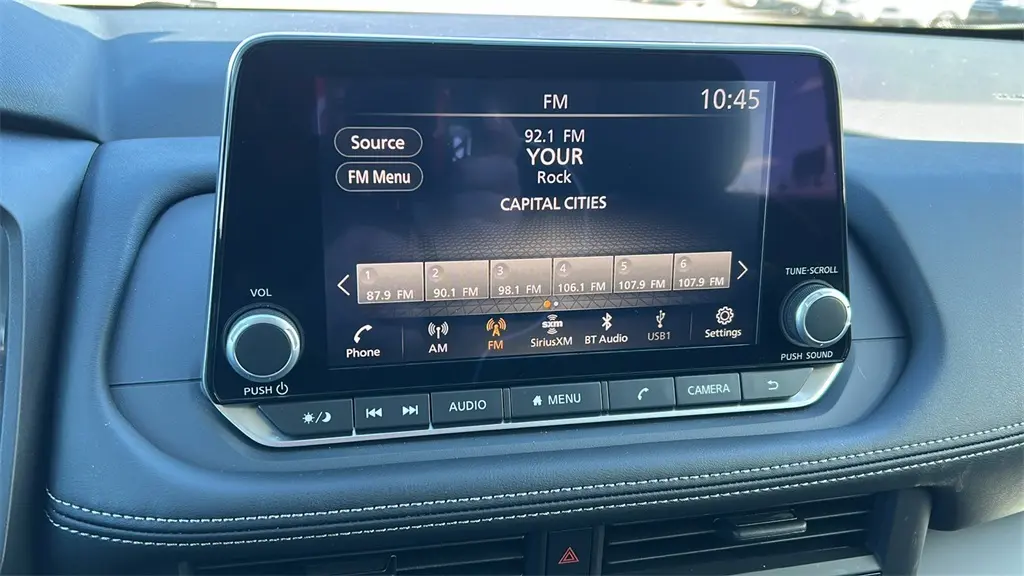 FM
10:45
Source
92.1 FM
YOUR
FM Menu
Rock
CAPITAL CITIES
1
87.9 FM
2
90.1 FM
3
98.1 FM
4
106.1 FM
5
107.9 FM
6
107.9 FM
Phone
AM
FM
sxm
SiriusXM
BT Audio
USB1
Settings
VOL
PUSH
TUNE·SCROLL
PUSH SOUND
AUDIO
MENU
CAMERA